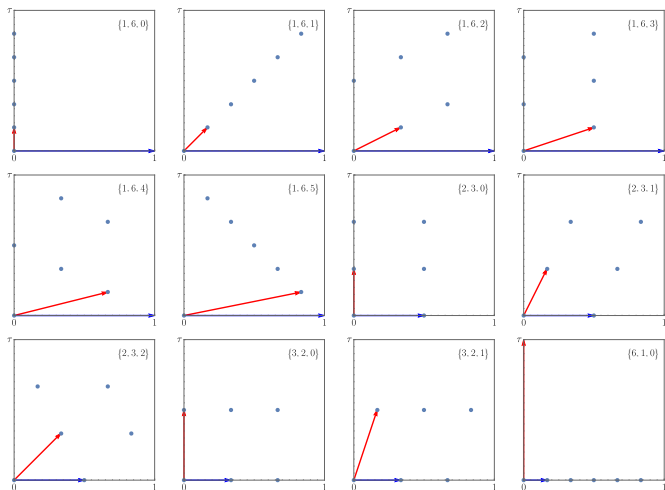 τ
{1, 6, 0}
0
1
{1, 6, 1}
0
1
τ
{1, 6, 2}
0
1
τ
{1, 6, 3}
0
1
τ
{1, 6, 4}
0
1
{1, 6, 5}
0
1
τ
{2, 3, 0}
0
1
τ
{2, 3, 1}
0
1
τ
{2, 3, 2}
0
1
τ
{3, 2, 0}
0
1
τ
{3, 2, 1}
0
1
τ
{6, 1, 0}
0
1